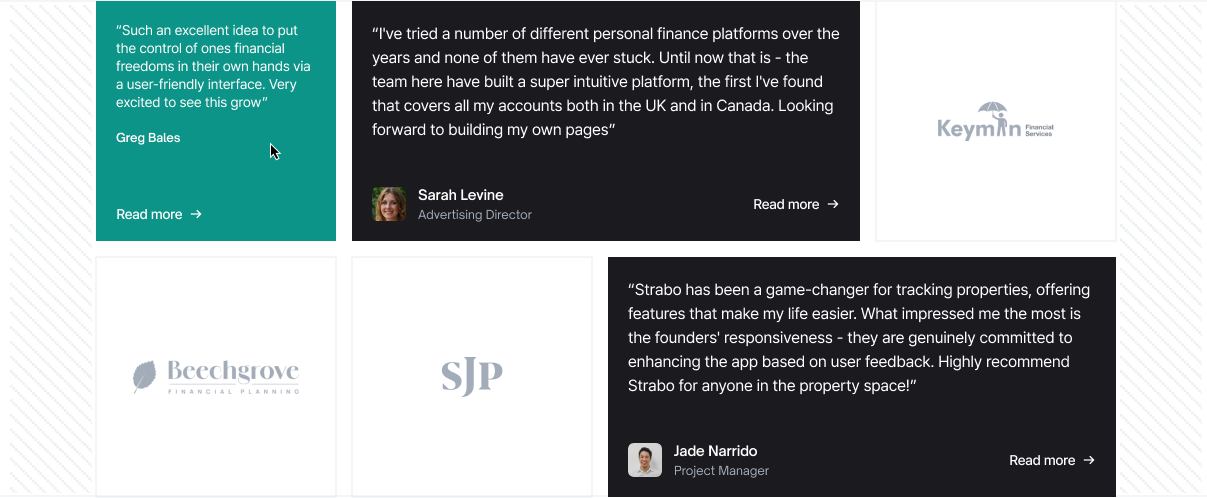 “Such an excellent idea to put
the control of ones financial
freedoms in their own hands via
a user-friendly interface. Very
excited to see this grow”
Greg Bales
Read more →
“I've tried a number of different personal finance platforms over the
years and none of them have ever stuck. Until now that is - the
team here have built a super intuitive platform, the first I've found
that covers all my accounts both in the UK and in Canada. Looking
forward to building my own pages”
Sarah Levine
Advertising Director
Read more →
Keyman Financial
Services
Beechgrove
FINANCIAL PLANNING
SJP
“Strabo has been a game-changer for tracking properties, offering
features that make my life easier. What impressed me the most is
the founders' responsiveness - they are genuinely committed to
enhancing the app based on user feedback. Highly recommend
Strabo for anyone in the property space!”
Jade Narrido
Project Manager
Read more →